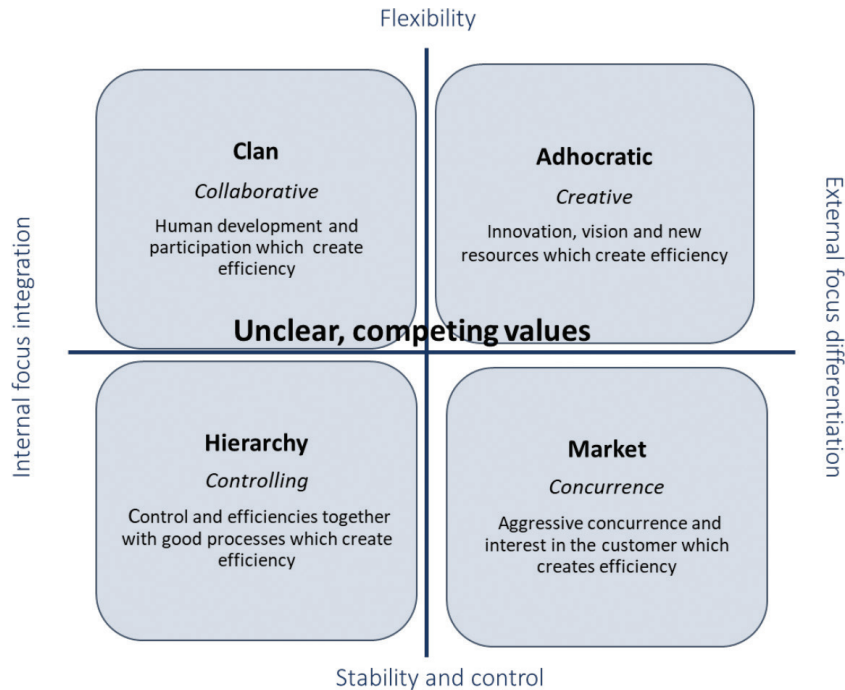 Flexibility
Clan
Collaborative
Human development and
participation which create
efficiency
Adhocratic
Creative
Innovation, vision and new
resources which create efficiency
Internal focus integration
External focus differentiation
Unclear, competing values
Hierarchy
Controlling
Control and efficiencies together
with good processes which create
efficiency
Market
Concurrence
Aggressive concurrence and
interest in the customer which
creates efficiency
Stability and control